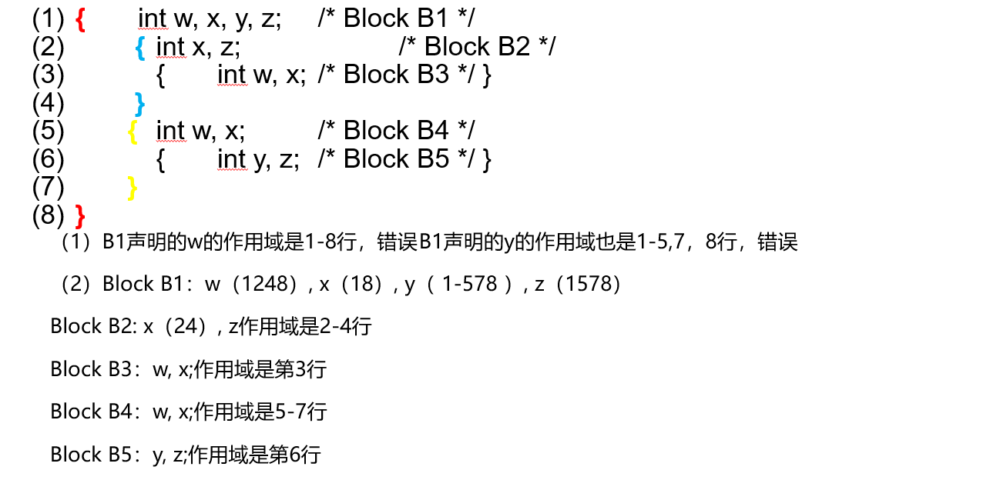 (1) { int w, x, y, z; /* Block B1 */
(2) { int x, z; /* Block B2 */
(3) { int w, x; /* Block B3 */ }
(4) }
(5) { int w, x; /* Block B4 */
(6) { int y, z; /* Block B5 */ }
(7) }
(8) }
（1）B1声明的w的作用域是1-8行，错误B1声明的y的作用域也是1-5,7，8行，错误
（2）Block B1：w（1248）, x（18）, y（ 1-578 ）, z（1578）
Block B2: x（24）, z作用域是2-4行
Block B3：w, x;作用域是第3行
Block B4：w, x;作用域是5-7行
Block B5：y, z;作用域是第6行